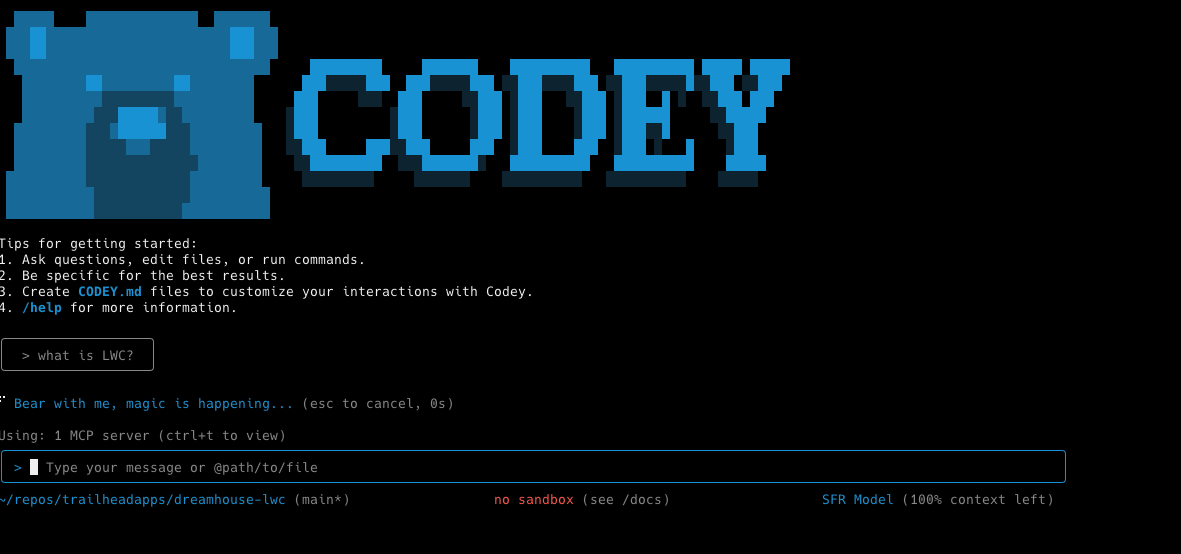 CODEY
Tips for getting started:
1. Ask questions, edit files, or run commands.
2. Be specific for the best results.
3. Create CODEY.md files to customize your interactions with Codey.
4. /help for more information.
> what is LWC?
Bear with me, magic is happening... (esc to cancel, 0s)
Using: 1 MCP server (ctrl+t to view)
> Type your message or @path/to/file
~/repos/trailheadapps/dreamhouse-lwc (main*) no sandbox (see /docs) SFR Model (100% context left)